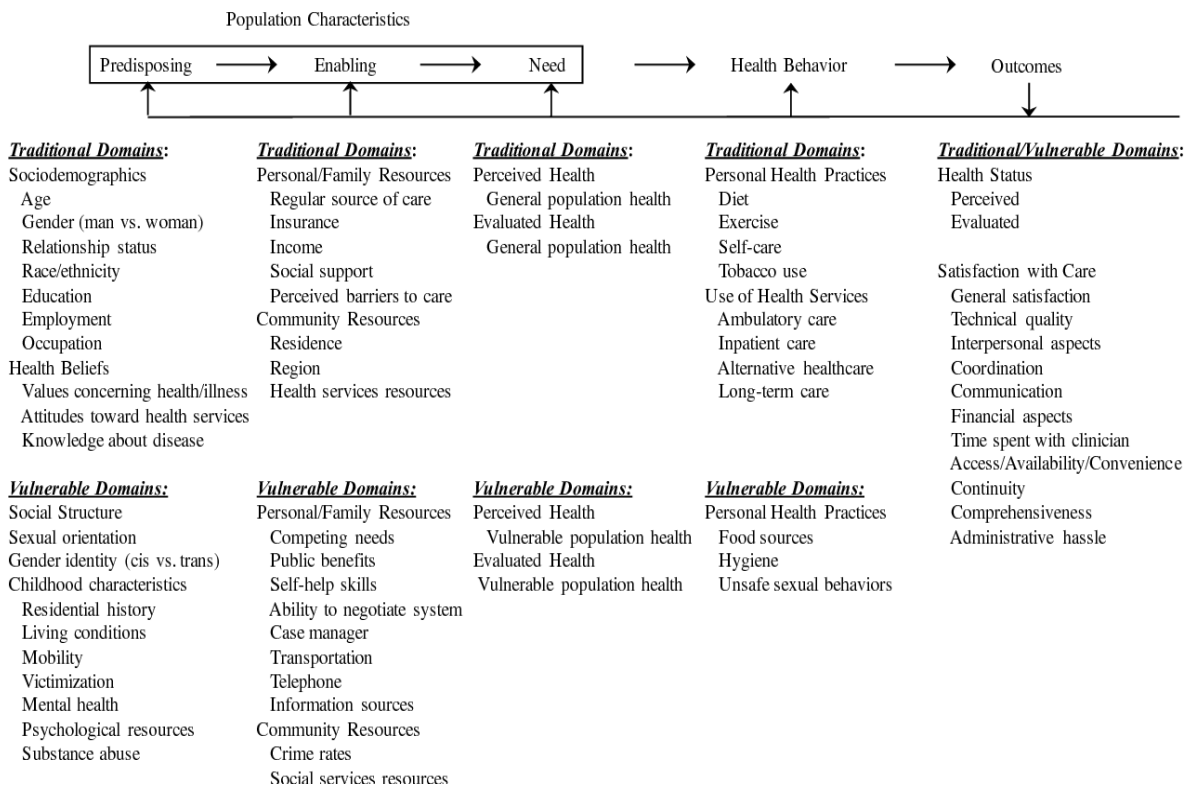 Population Characteristics
Predisposing Enabling Need Health Behavior Outcomes
Traditional Domains:
Sociodemographics
Age
Gender (man vs. woman)
Relationship status
Race/ethnicity
Education
Employment
Occupation
Health Beliefs
Values concerning health/illness
Attitudes toward health services
Knowledge about disease
Vulnerable Domains:
Social Structure
Sexual orientation
Gender identity (cis vs. trans)
Childhood characteristics
Residential history
Living conditions
Mobility
Victimization
Mental health
Psychological resources
Substance abuse
Traditional Domains:
Personal/Family Resources
Regular source of care
Insurance
Income
Social support
Perceived barriers to care
Community Resources
Residence
Region
Health services resources
Vulnerable Domains:
Personal/Family Resources
Competing needs
Public benefits
Self-help skills
Ability to negotiate system
Case manager
Transportation
Telephone
Information sources
Community Resources
Crime rates
Social services resources
Traditional Domains:
Perceived Health
General population health
Evaluated Health
General population health
Vulnerable Domains:
Perceived Health
Vulnerable population health
Evaluated Health
Vulnerable population health
Traditional Domains:
Personal Health Practices
Diet
Exercise
Self-care
Tobacco use
Use of Health Services
Ambulatory care
Inpatient care
Alternative healthcare
Long-term care
Vulnerable Domains:
Personal Health Practices
Food sources
Hygiene
Unsafe sexual behaviors
Traditional/Vulnerable Domains:
Health Status
Perceived
Evaluated
Satisfaction with Care
General satisfaction
Technical quality
Interpersonal aspects
Coordination
Communication
Financial aspects
Time spent with clinician
Access/Availability/Convenience
Continuity
Comprehensiveness
Administrative hassle